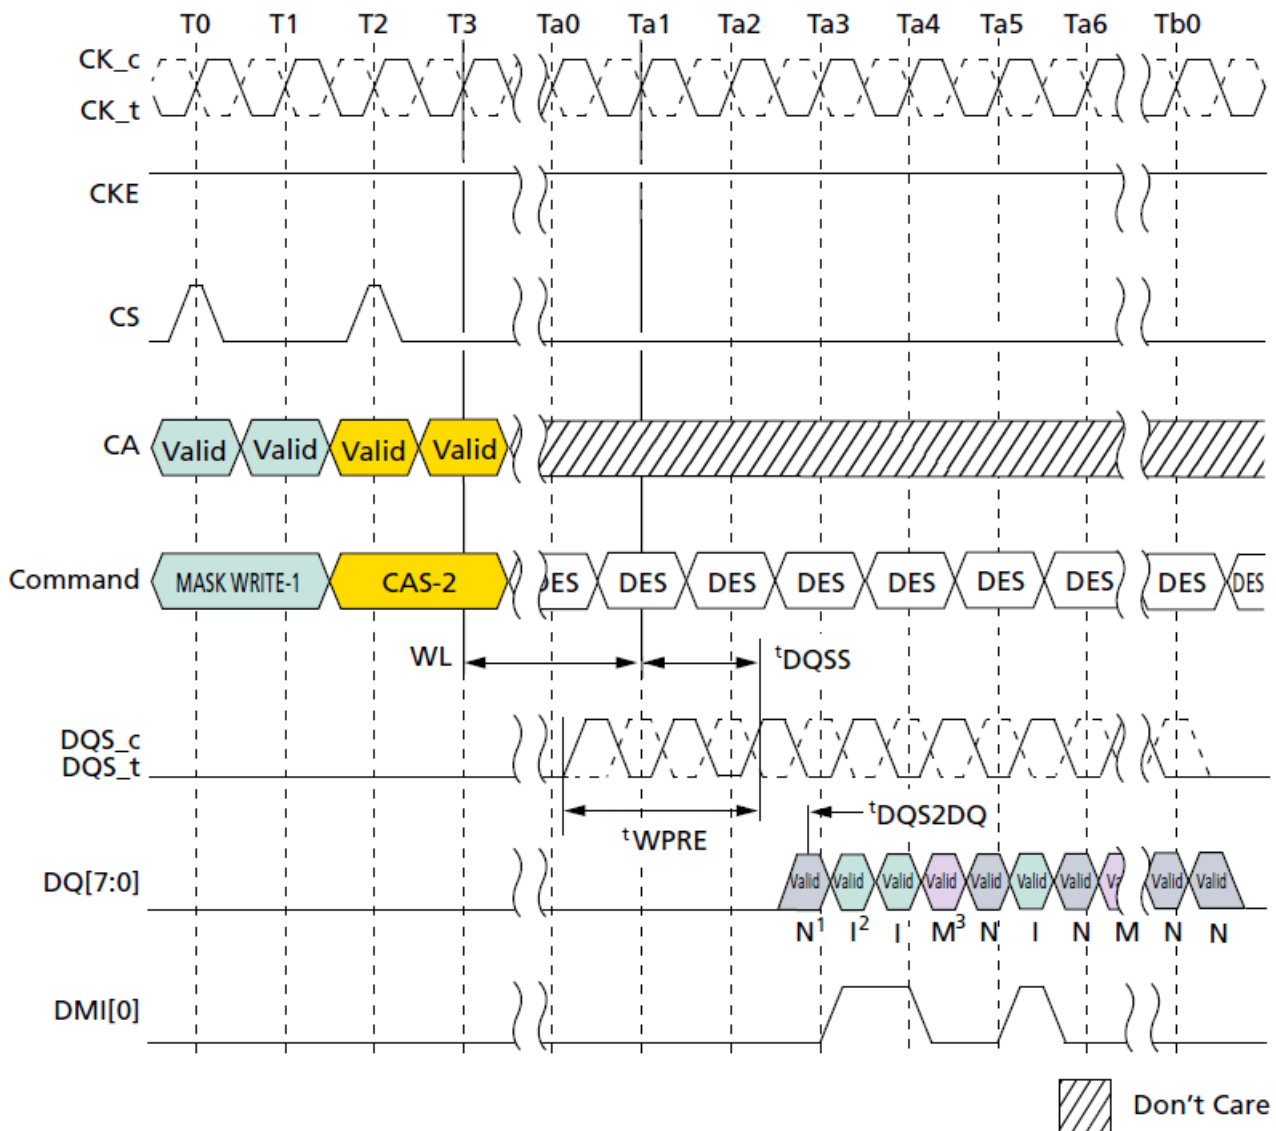 T0 T1 T2 T3 Ta0 Ta1 Ta2 Ta3 Ta4 Ta5 Ta6 Tb0
CK_c
CK_t
CKE
CS
CA Valid Valid Valid Valid
Command MASK WRITE-1 CAS-2 DES DES DES DES DES DES DES DES DES
WL tDQSS
DQS_c
DQS_t
tDQS2DQ
tWPRE
DQ[7:0] Valid Valid Valid Valid Valid Valid Valid Va Valid Valid
N1 I2 I M3 N I N M N N
DMI[0]
Don't Care